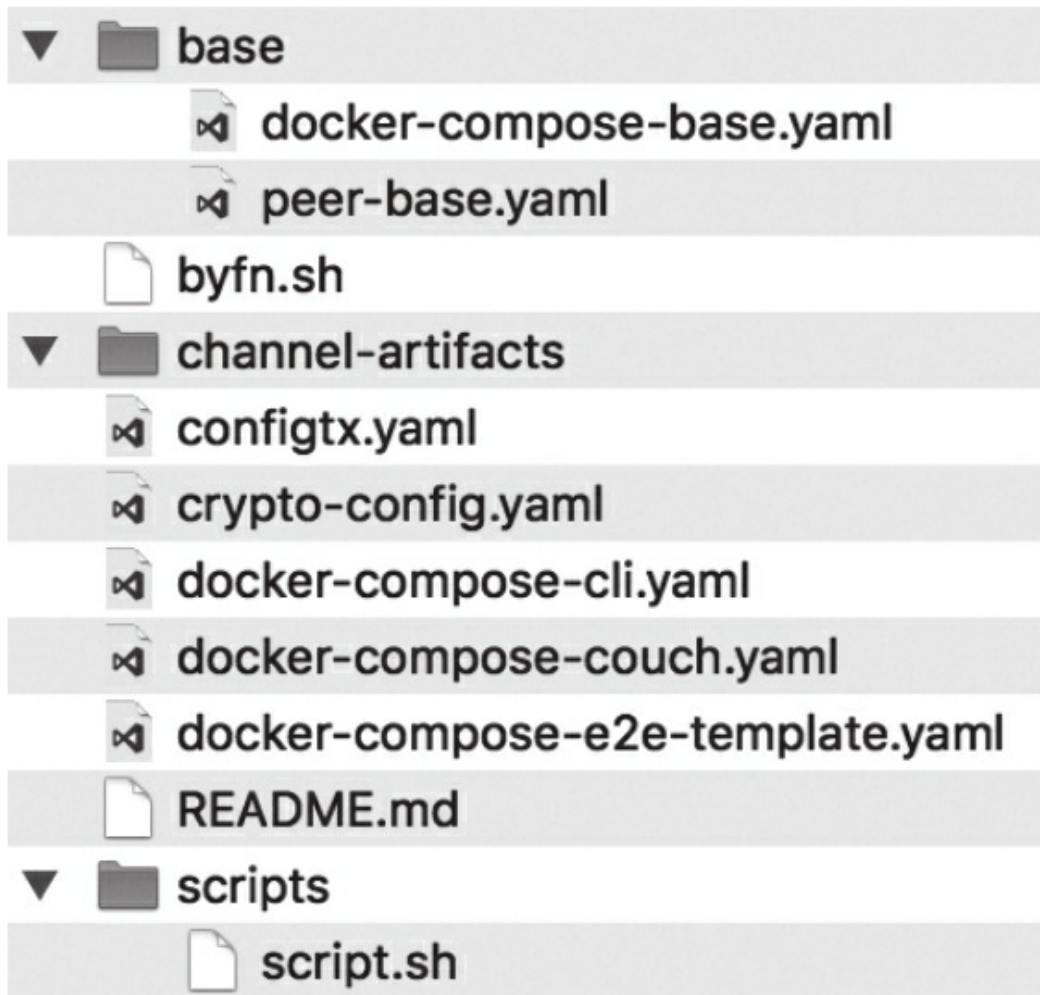 base
docker-compose-base.yaml
peer-base.yaml
byfn.sh
channel-artifacts
configtx.yaml
crypto-config.yaml
docker-compose-cli.yaml
docker-compose-couch.yaml
docker-compose-e2e-template.yaml
README.md
scripts
script.sh